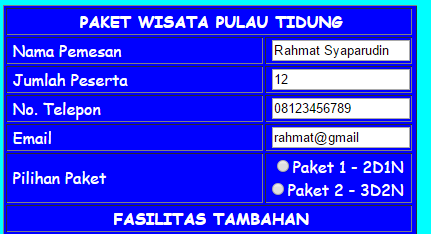 PAKET WISATA PULAU TIDUNG
Nama Pemesan Rahmat Syaparudin
Jumlah Peserta 12
No. Telepon 08123456789
Email rahmat@gmail
Pilihan Paket Paket 1 - 2D1N
Paket 2 - 3D2N
FASILITAS TAMBAHAN